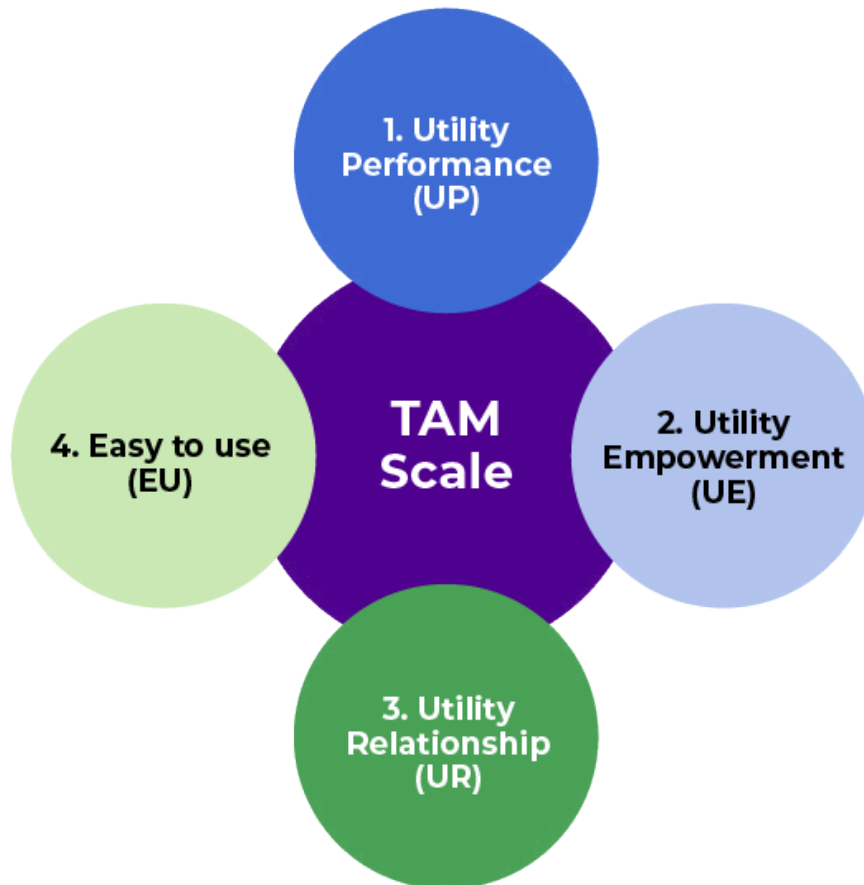 1. Utility
Performance
(UP)
TAM
Scale
2. Utility
Empowerment
(UE)
4. Easy to use
(EU)
3. Utility
Relationship
(UR)